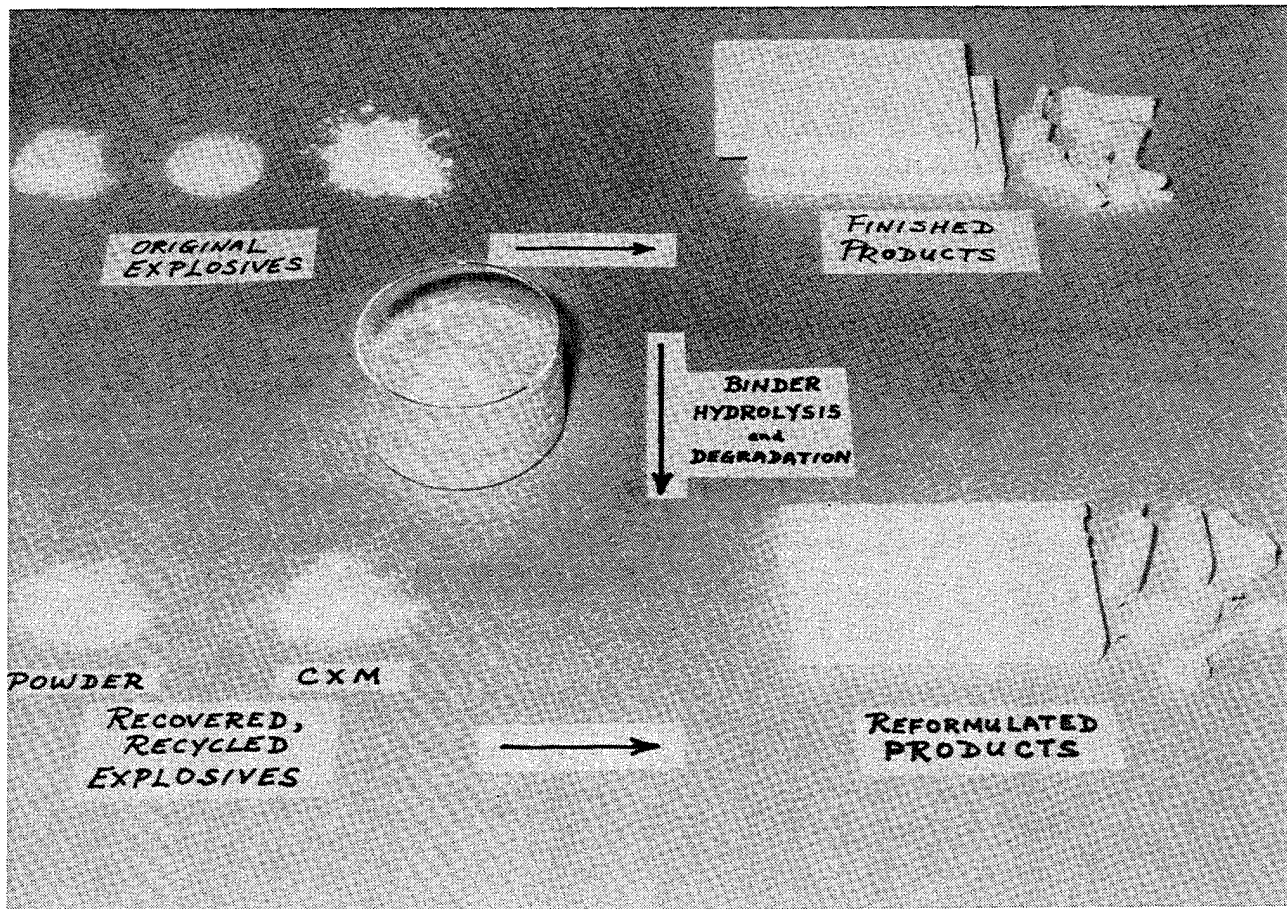 ORIGINAL
EXPLOSIVES
FINISHED
PRODUCTS
BINDER
HYDROLYSIS
and
DEGRADATION
POWDER
CXM
RECOVERED,
RECYCLED
EXPLOSIVES
REFORMULATED
PRODUCTS